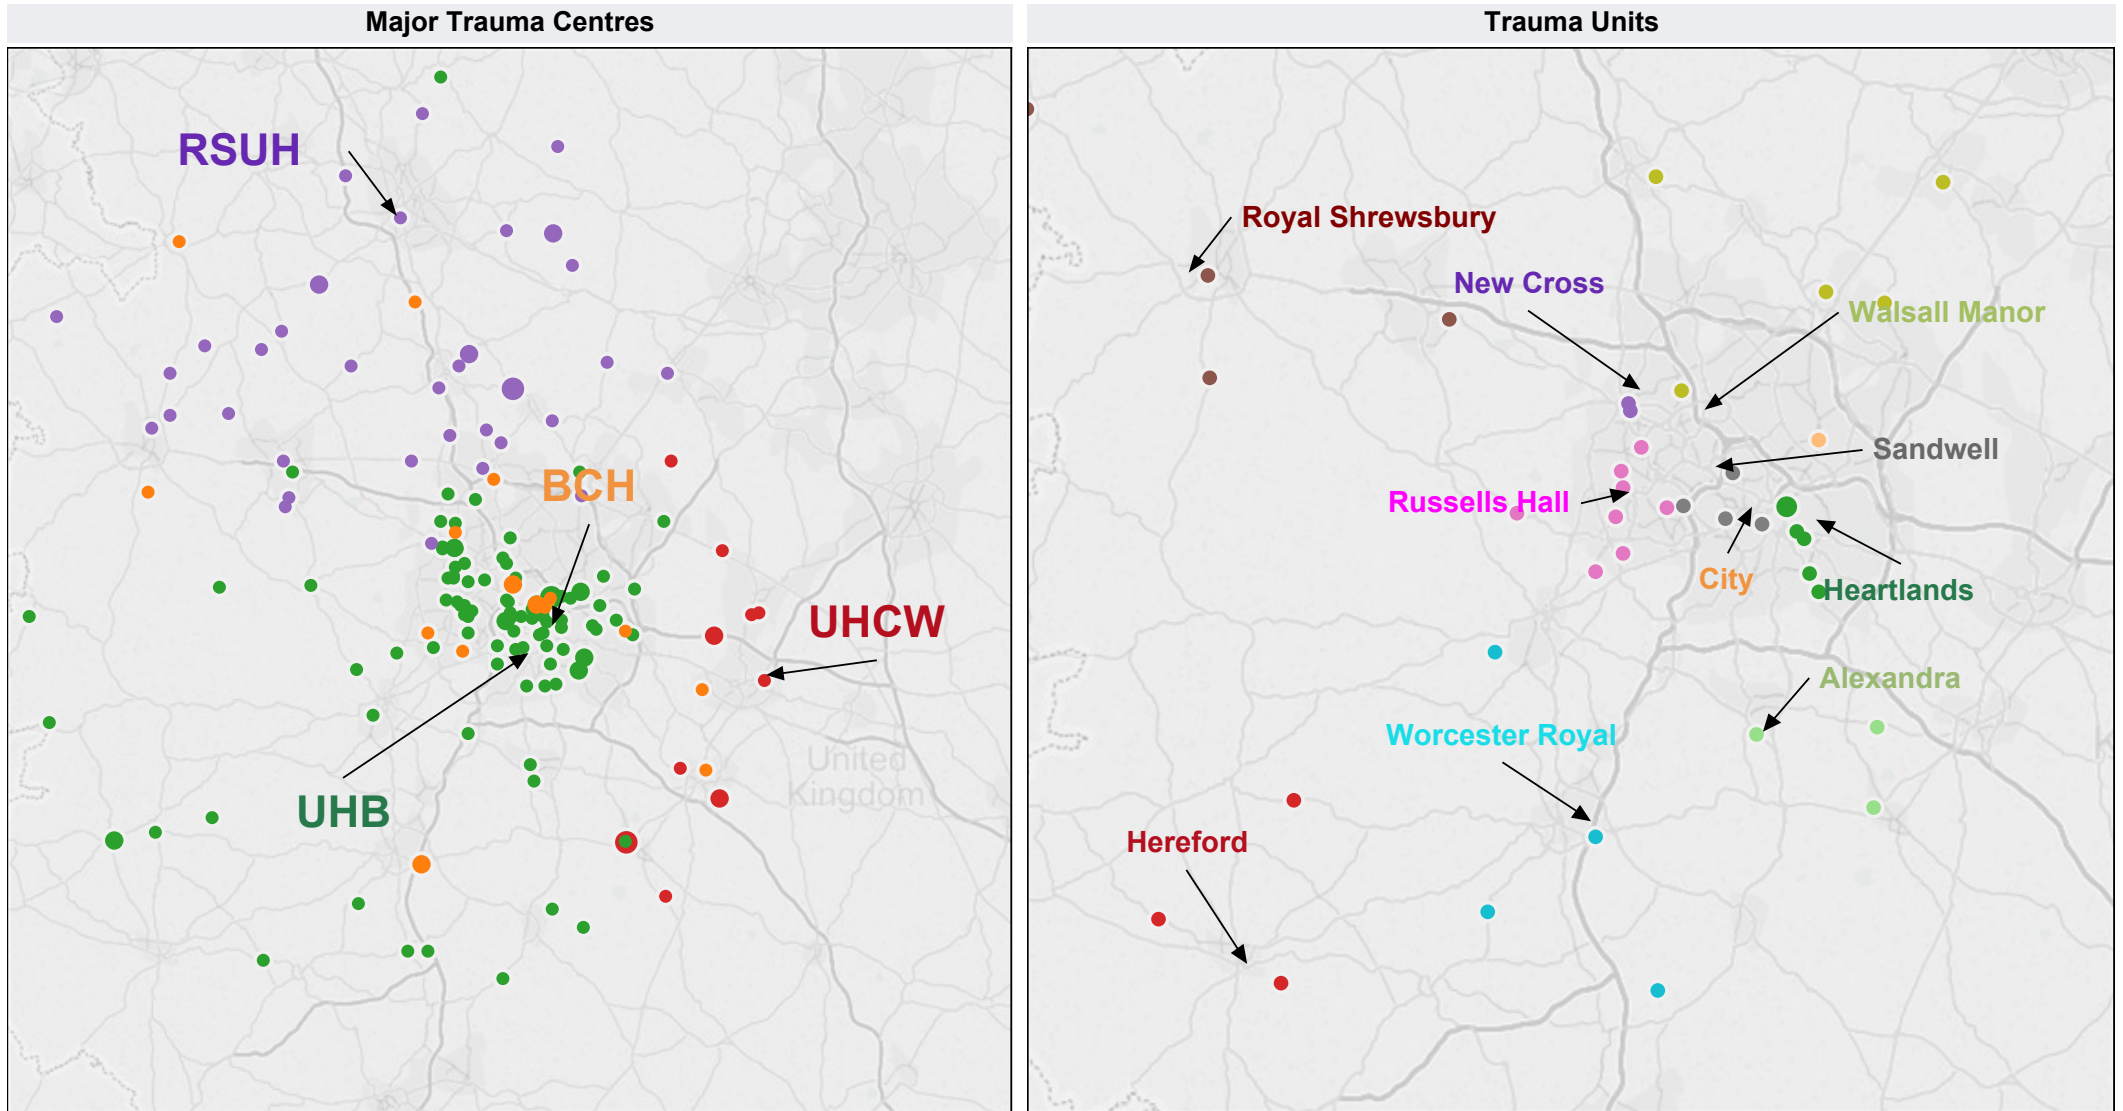 Major Trauma Centres
RSUH
BCH
UHCW
United
Kingdom
UHB
Trauma Units
Royal Shrewsbury
New Cross
Walsall Manor
Sandwell
Russells Hall
City
Heartlands
Alexandra
Worcester Royal
Hereford